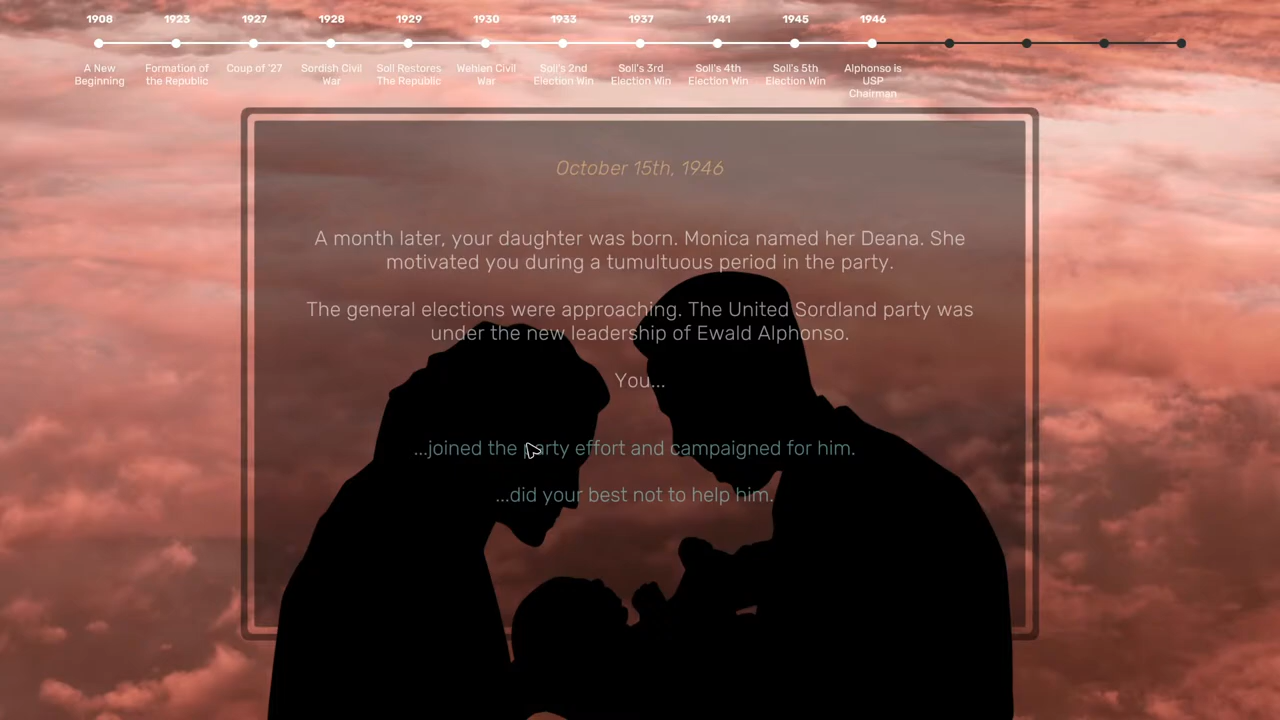 1908 1923 1927 1928 1929 1930 1933 1937 1941 1945 1946
A New Beginning
Formation of the Republic
Coup of '27
Sordish Civil War
Soll Restores The Republic
Wehlen Civil War
Soll's 2nd Election Win
Soll's 3rd Election Win
Soll's 4th Election Win
Soll's 5th Election Win
Alphonso is USP Chairman
October 15th, 1946
A month later, your daughter was born. Monica named her Deana. She
motivated you during a tumultuous period in the party.
The general elections were approaching. The United Sordland party was
under the new leadership of Ewald Alphonso.
You...
...joined the party effort and campaigned for him.
...did your best not to help him.